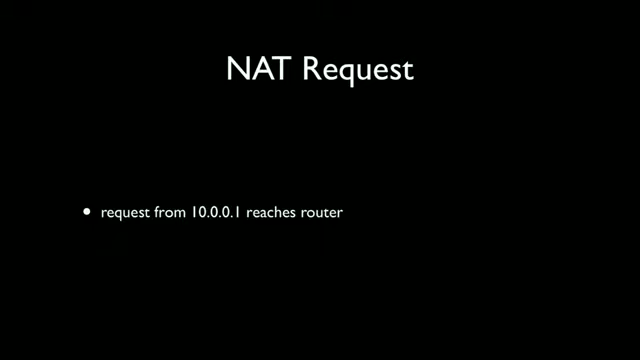 NAT Request
• request from 10.0.0.1 reaches router